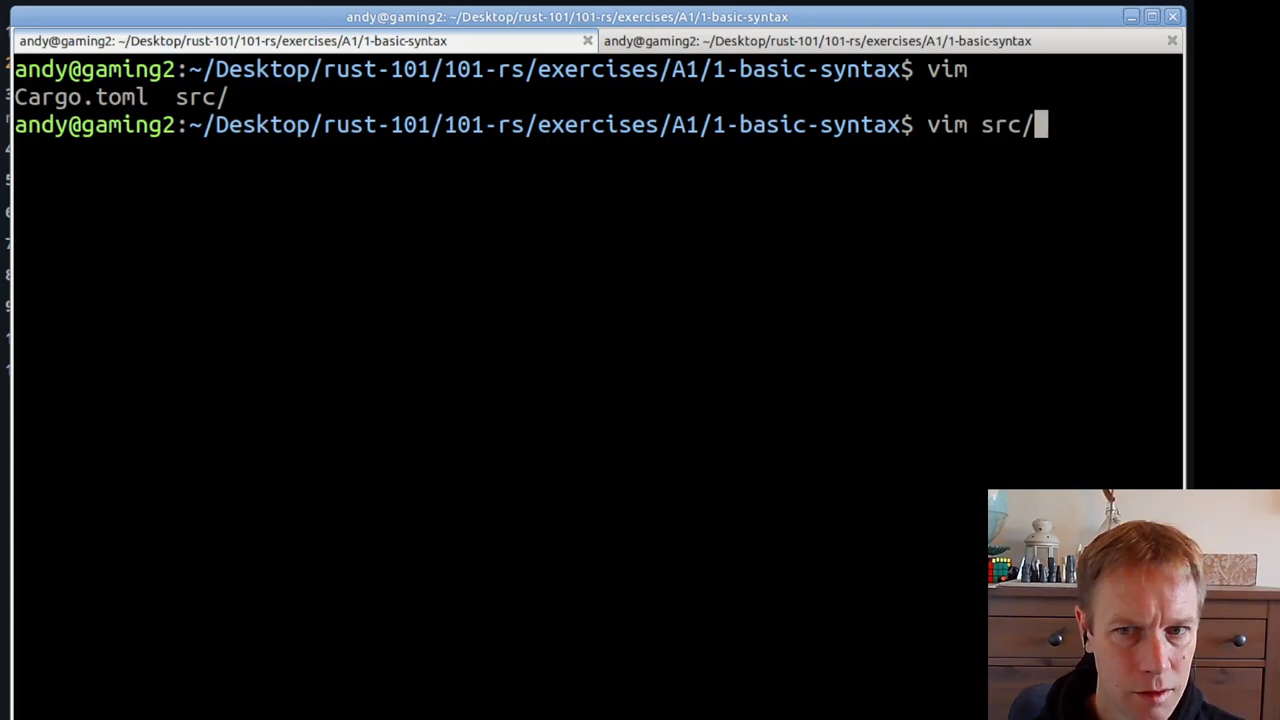 andy@gaming2: ~/Desktop/rust-101/101-rs/exercises/A1/1-basic-syntax
andy@gaming2: ~/Desktop/rust-101/101-rs/exercises/A1/1-basic-syntax
andy@gaming2: ~/Desktop/rust-101/101-rs/exercises/A1/1-basic-syntax
andy@gaming2:~/Desktop/rust-101/101-rs/exercises/A1/1-basic-syntax$ vim
Cargo.toml  src/
andy@gaming2:~/Desktop/rust-101/101-rs/exercises/A1/1-basic-syntax$ vim src/